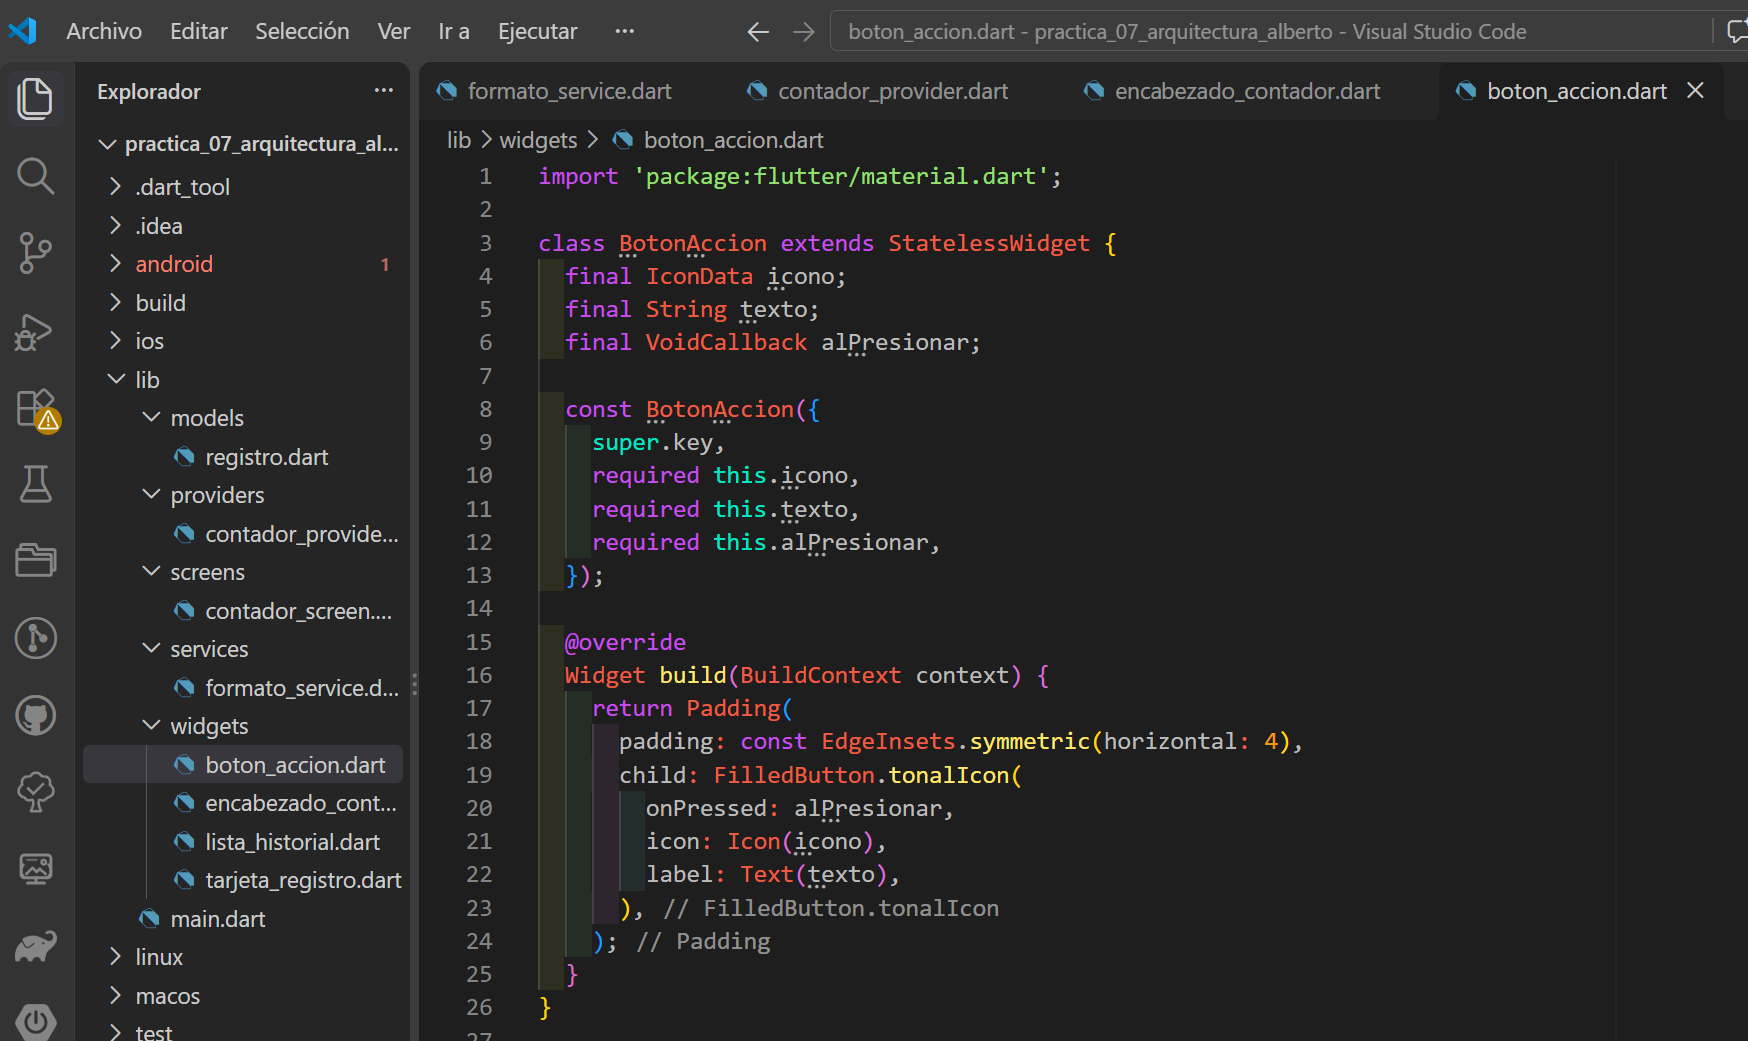 Archivo Editar Selección Ver Ir a Ejecutar ···
boton_accion.dart - practica_07_arquitectura_alberto - Visual Studio Code
Explorador ···
practica_07_arquitectura_al...
.dart_tool
.idea
android 1
build
ios
lib
models
registro.dart
providers
contador_provide...
screens
contador_screen....
services
formato_service.d...
widgets
boton_accion.dart
encabezado_cont...
lista_historial.dart
tarjeta_registro.dart
main.dart
linux
macos
test
formato_service.dart contador_provider.dart encabezado_contador.dart boton_accion.dart
lib > widgets > boton_accion.dart
1 import 'package:flutter/material.dart';
2
3 class BotonAccion extends StatelessWidget {
4   final IconData icono;
5   final String texto;
6   final VoidCallback alPresionar;
7
8   const BotonAccion({
9     super.key,
10     required this.icono,
11     required this.texto,
12     required this.alPresionar,
13   });
14
15   @override
16   Widget build(BuildContext context) {
17     return Padding(
18       padding: const EdgeInsets.symmetric(horizontal: 4),
19       child: FilledButton.tonalIcon(
20         onPressed: alPresionar,
21         icon: Icon(icono),
22         label: Text(texto),
23       ), // FilledButton.tonalIcon
24     ); // Padding
25   }
26 }
27